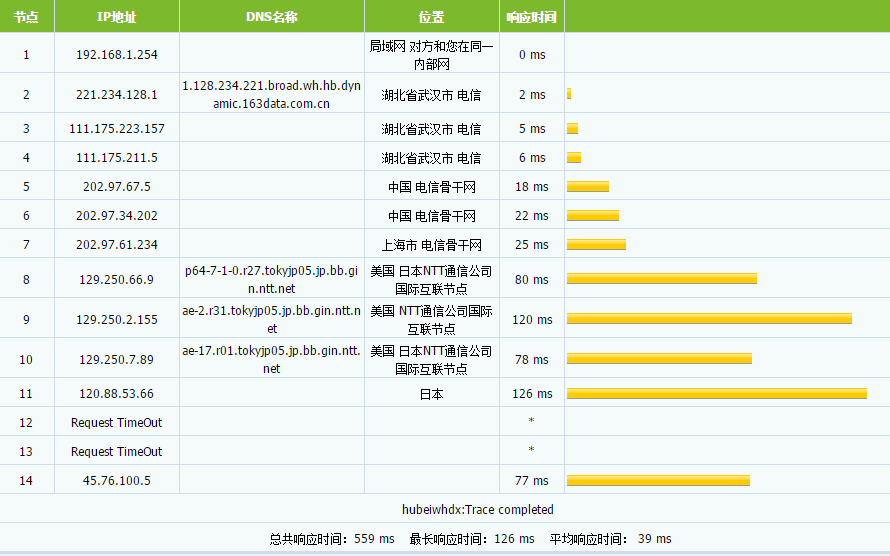 节点 IP地址 DNS名称 位置 响应时间
1 192.168.1.254 局域网 对方和您在同一内部网 0 ms
2 221.234.128.1 1.128.234.221.broad.wh.hb.dynamic.163data.com.cn 湖北省武汉市 电信 2 ms
3 111.175.223.157 湖北省武汉市 电信 5 ms
4 111.175.211.5 湖北省武汉市 电信 6 ms
5 202.97.67.5 中国 电信骨干网 18 ms
6 202.97.34.202 中国 电信骨干网 22 ms
7 202.97.61.234 上海市 电信骨干网 25 ms
8 129.250.66.9 p64-7-1-0.r27.tokyjp05.jp.bb.gin.ntt.net 美国 日本NTT通信公司国际互联节点 80 ms
9 129.250.2.155 ae-2.r31.tokyjp05.jp.bb.gin.ntt.net 美国 NTT通信公司国际互联节点 120 ms
10 129.250.7.89 ae-17.r01.tokyjp05.jp.bb.gin.ntt.net 美国 日本NTT通信公司国际互联节点 78 ms
11 120.88.53.66 日本 126 ms
12 Request TimeOut *
13 Request TimeOut *
14 45.76.100.5 77 ms
hubeiwhdx:Trace completed
总共响应时间：559 ms 最长响应时间：126 ms 平均响应时间： 39 ms